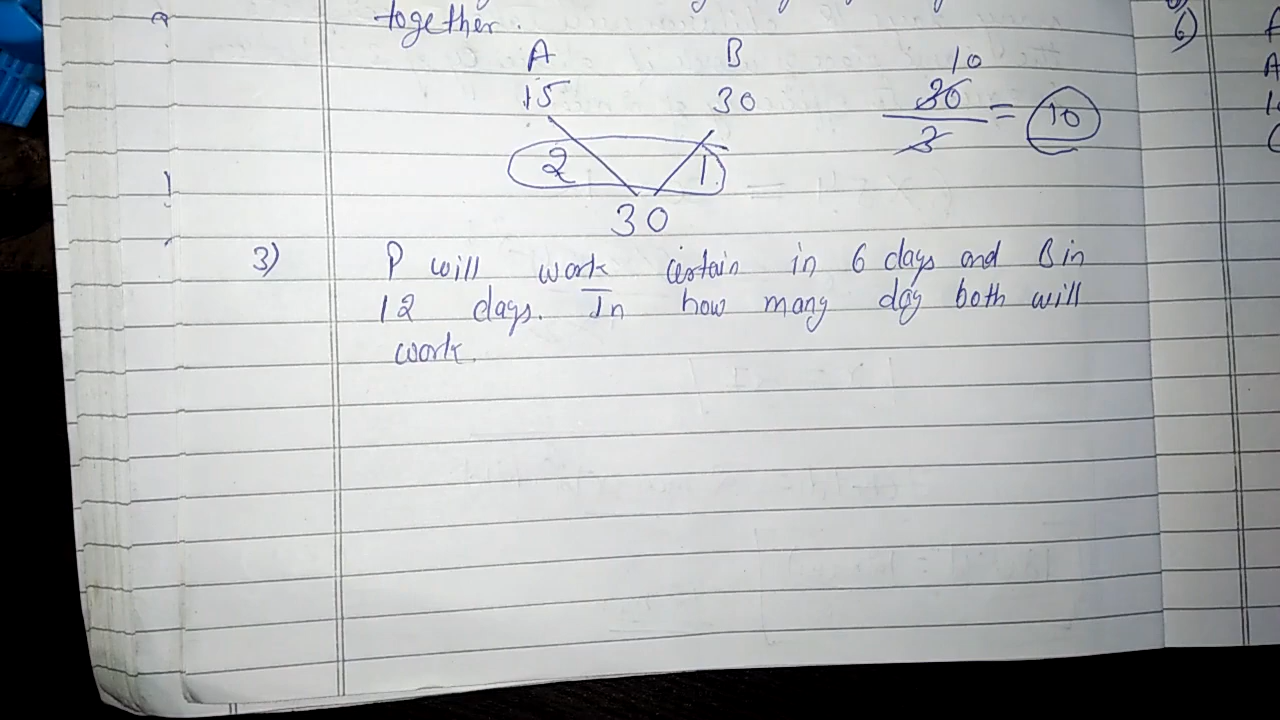 together.
A B 10
15 30 30/3 = 10
2 1
30
3) P will work certain in 6 days and B in
12 days. In how many day both will
work.
6)
A